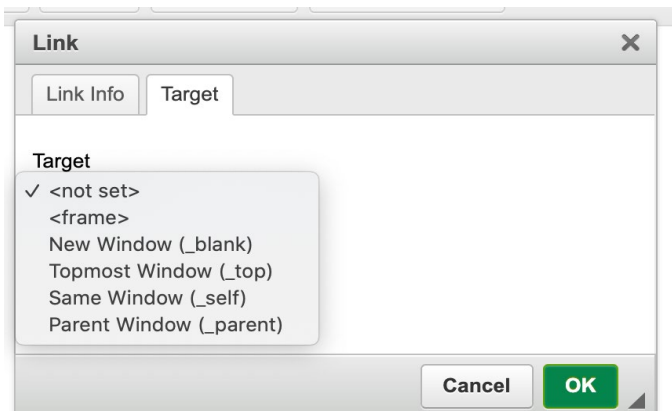 Link
Link Info Target
Target
✓ <not set>
<frame>
New Window (_blank)
Topmost Window (_top)
Same Window (_self)
Parent Window (_parent)
Cancel OK